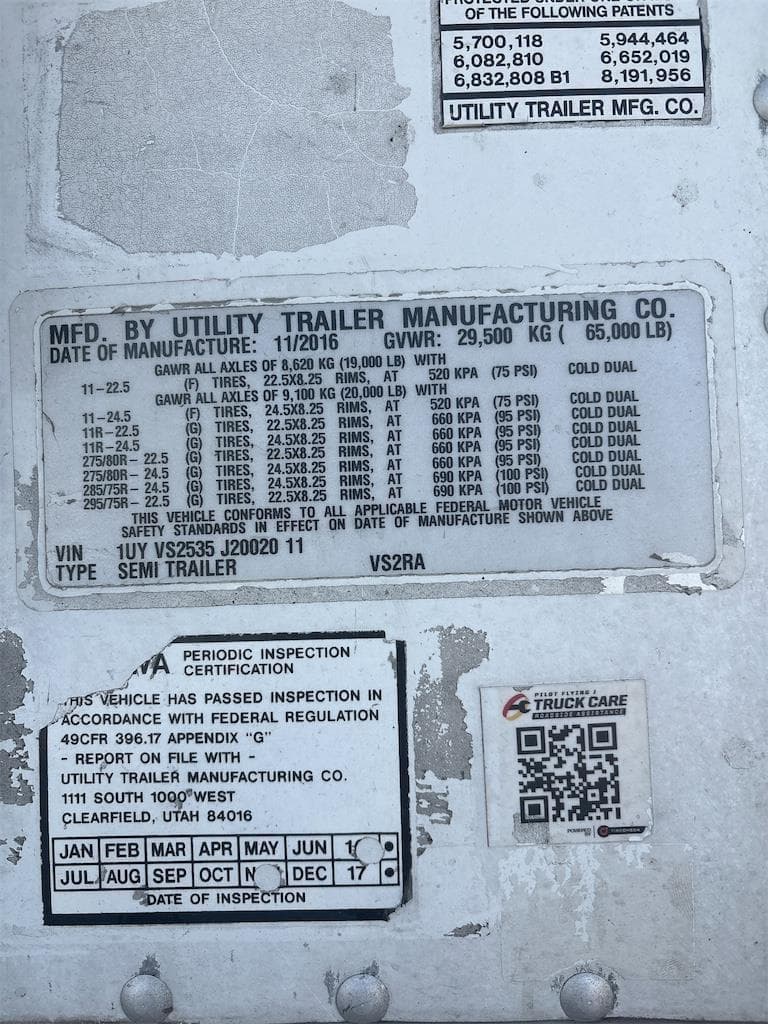 OF THE FOLLOWING PATENTS
5,700,118 5,944,464
6,082,810 6,652,019
6,832,808 B1 8,191,956
UTILITY TRAILER MFG. CO.
MFD. BY UTILITY TRAILER MANUFACTURING CO.
DATE OF MANUFACTURE: 11/2016 GVWR: 29,500 KG ( 65,000 LB)
GAWR ALL AXLES OF 8,620 KG (19,000 LB) WITH
11-22.5 (F) TIRES, 22.5X8.25 RIMS, AT 520 KPA (75 PSI) COLD DUAL
GAWR ALL AXLES OF 9,100 KG (20,000 LB) WITH
11-24.5 (F) TIRES, 24.5X8.25 RIMS, AT 520 KPA (75 PSI) COLD DUAL
11R-22.5 (G) TIRES, 22.5X8.25 RIMS, AT 660 KPA (95 PSI) COLD DUAL
11R-24.5 (G) TIRES, 24.5X8.25 RIMS, AT 660 KPA (95 PSI) COLD DUAL
275/80R- 22.5 (G) TIRES, 22.5X8.25 RIMS, AT 660 KPA (95 PSI) COLD DUAL
275/80R- 24.5 (G) TIRES, 24.5X8.25 RIMS, AT 660 KPA (95 PSI) COLD DUAL
285/75R- 24.5 (G) TIRES, 24.5X8.25 RIMS, AT 690 KPA (100 PSI) COLD DUAL
295/75R- 22.5 (G) TIRES, 22.5X8.25 RIMS, AT 690 KPA (100 PSI) COLD DUAL
THIS VEHICLE CONFORMS TO ALL APPLICABLE FEDERAL MOTOR VEHICLE
SAFETY STANDARDS IN EFFECT ON DATE OF MANUFACTURE SHOWN ABOVE
VIN 1UY VS2535 J20020 11
TYPE SEMI TRAILER VS2RA
PERIODIC INSPECTION
CERTIFICATION
THIS VEHICLE HAS PASSED INSPECTION IN
ACCORDANCE WITH FEDERAL REGULATION
49CFR 396.17 APPENDIX "G"
- REPORT ON FILE WITH -
UTILITY TRAILER MANUFACTURING CO.
1111 SOUTH 1000 WEST
CLEARFIELD, UTAH 84016
JAN FEB MAR APR MAY JUN
JUL AUG SEP OCT DEC 17
DATE OF INSPECTION
PILOT FLYING J
TRUCK CARE
ROADSIDE ASSISTANCE
POWERED BY